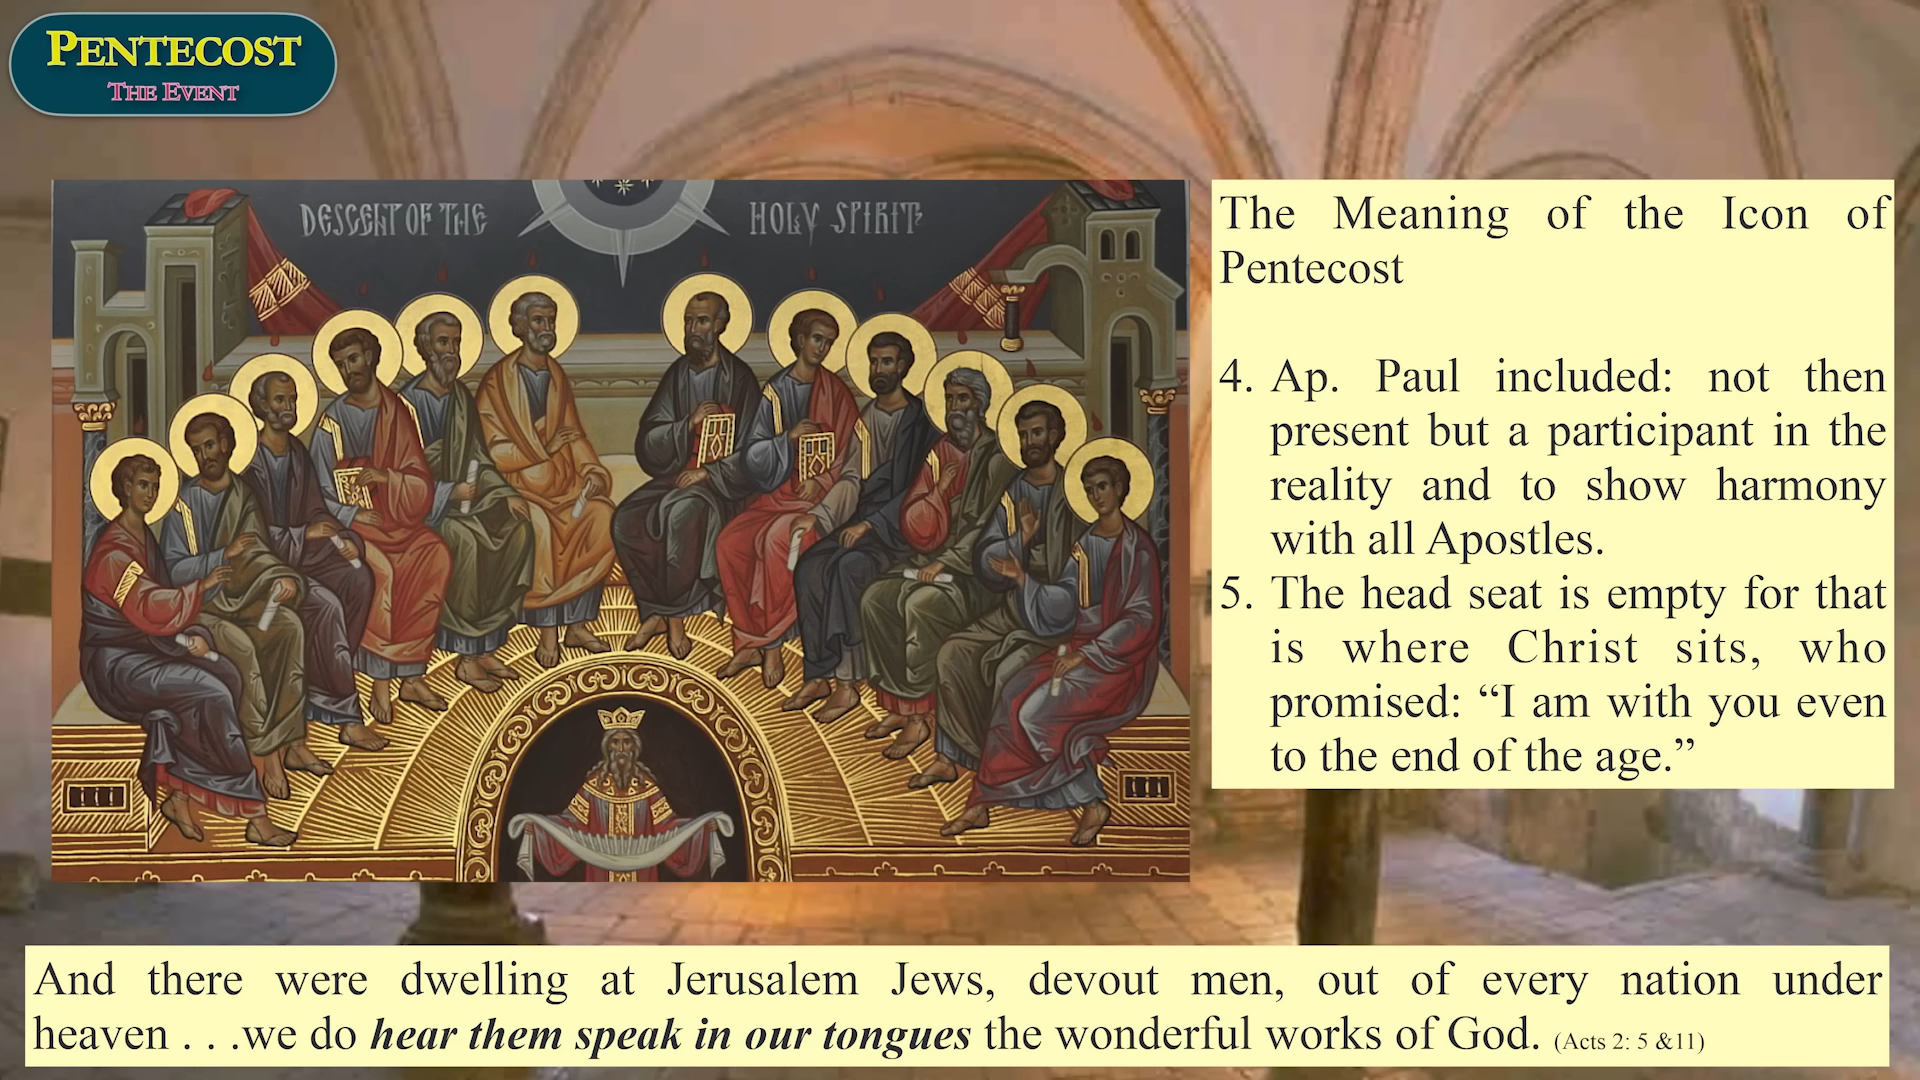 PENTECOST
THE EVENT
DESCENT OF THE HOLY SPIRIT
The Meaning of the Icon of
Pentecost
4. Ap. Paul included: not then
present but a participant in the
reality and to show harmony
with all Apostles.
5. The head seat is empty for that
is where Christ sits, who
promised: “I am with you even
to the end of the age.”
And there were dwelling at Jerusalem Jews, devout men, out of every nation under
heaven . . .we do hear them speak in our tongues the wonderful works of God. (Acts 2: 5 &11)